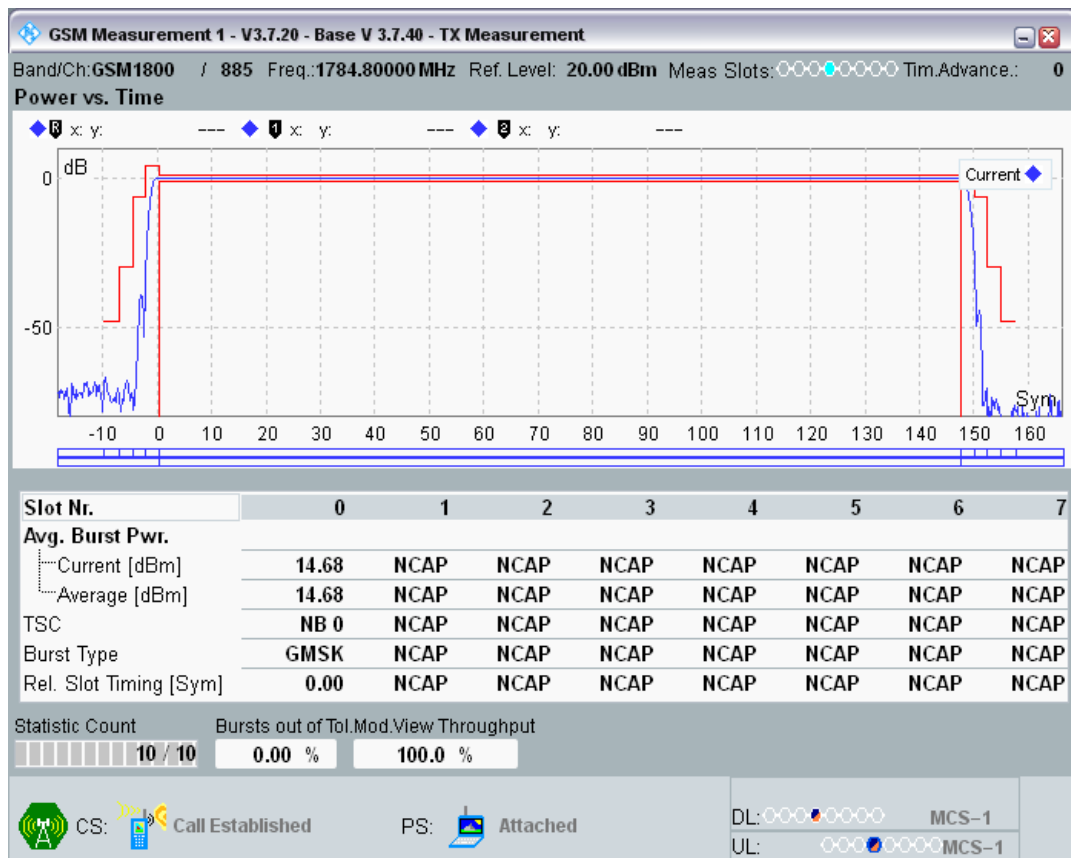 GSM Measurement 1 - V3.7.20 - Base V 3.7.40 - TX Measurement
Band/Ch:GSM1800 / 885 Freq.:1784.80000 MHz Ref. Level: 20.00 dBm Meas Slots: Tim.Advance.: 0
Power vs. Time
R x: y: --- 1 x: y: --- 2 x: y: ---
dB
Current
0
-50
Sym
-10 0 10 20 30 40 50 60 70 80 90 100 110 120 130 140 150 160
Slot Nr. 0 1 2 3 4 5 6 7
Avg. Burst Pwr.
Current [dBm] 14.68 NCAP NCAP NCAP NCAP NCAP NCAP NCAP
Average [dBm] 14.68 NCAP NCAP NCAP NCAP NCAP NCAP NCAP
TSC NB 0 NCAP NCAP NCAP NCAP NCAP NCAP NCAP
Burst Type GMSK NCAP NCAP NCAP NCAP NCAP NCAP NCAP
Rel. Slot Timing [Sym] 0.00 NCAP NCAP NCAP NCAP NCAP NCAP NCAP
Statistic Count Bursts out of Tol.Mod.View Throughput
10 / 10 0.00 % 100.0 %
CS: Call Established PS: Attached
DL: MCS-1
UL: MCS-1